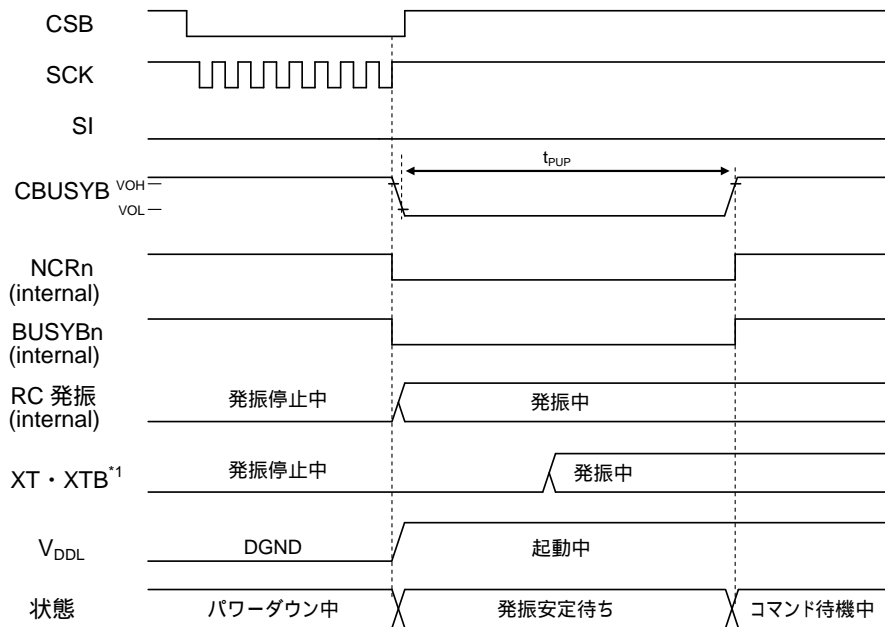 CSB
SCK
SI
t_PUP
CBUSYB VOH
VOL
NCRn
(internal)
BUSYBn
(internal)
RC 発振
(internal)
発振停止中 発振中
XT・XTB*1 発振停止中 発振中
V_DDL DGND 起動中
状態 パワーダウン中 発振安定待ち コマンド待機中